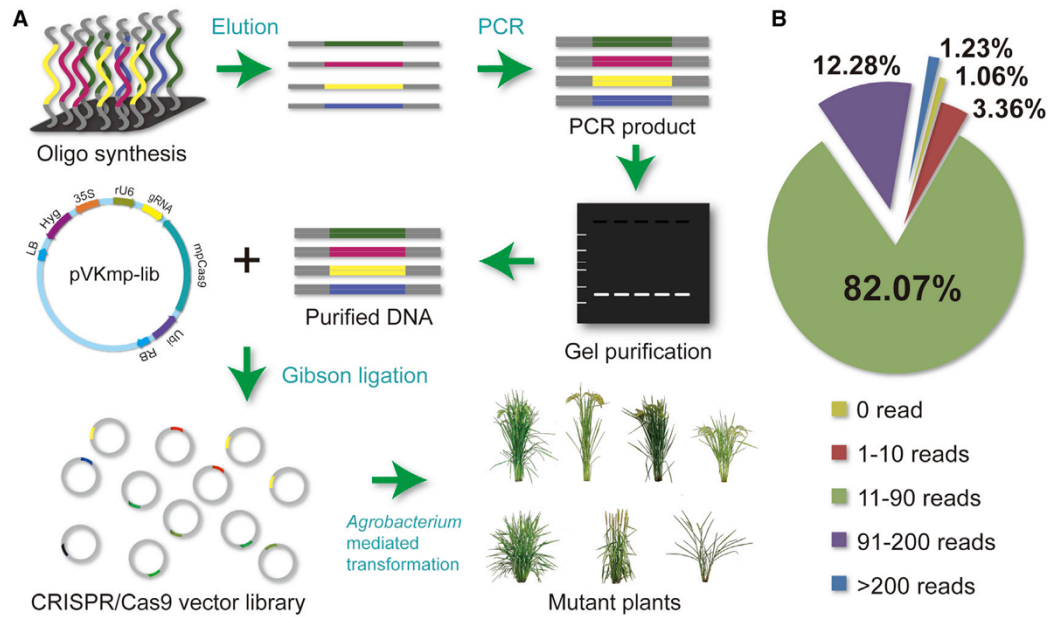 A
Elution
PCR
Oligo synthesis
PCR product
35S
rU6
gRNA
Hyg
mpCas9
LB
pVKmp-lib
+
Ubi
RB
Purified DNA
Gel purification
Gibson ligation
Agrobacterium
mediated
transformation
CRISPR/Cas9 vector library
Mutant plants
B
12.28%
1.23%
1.06%
3.36%
82.07%
0 read
1-10 reads
11-90 reads
91-200 reads
>200 reads